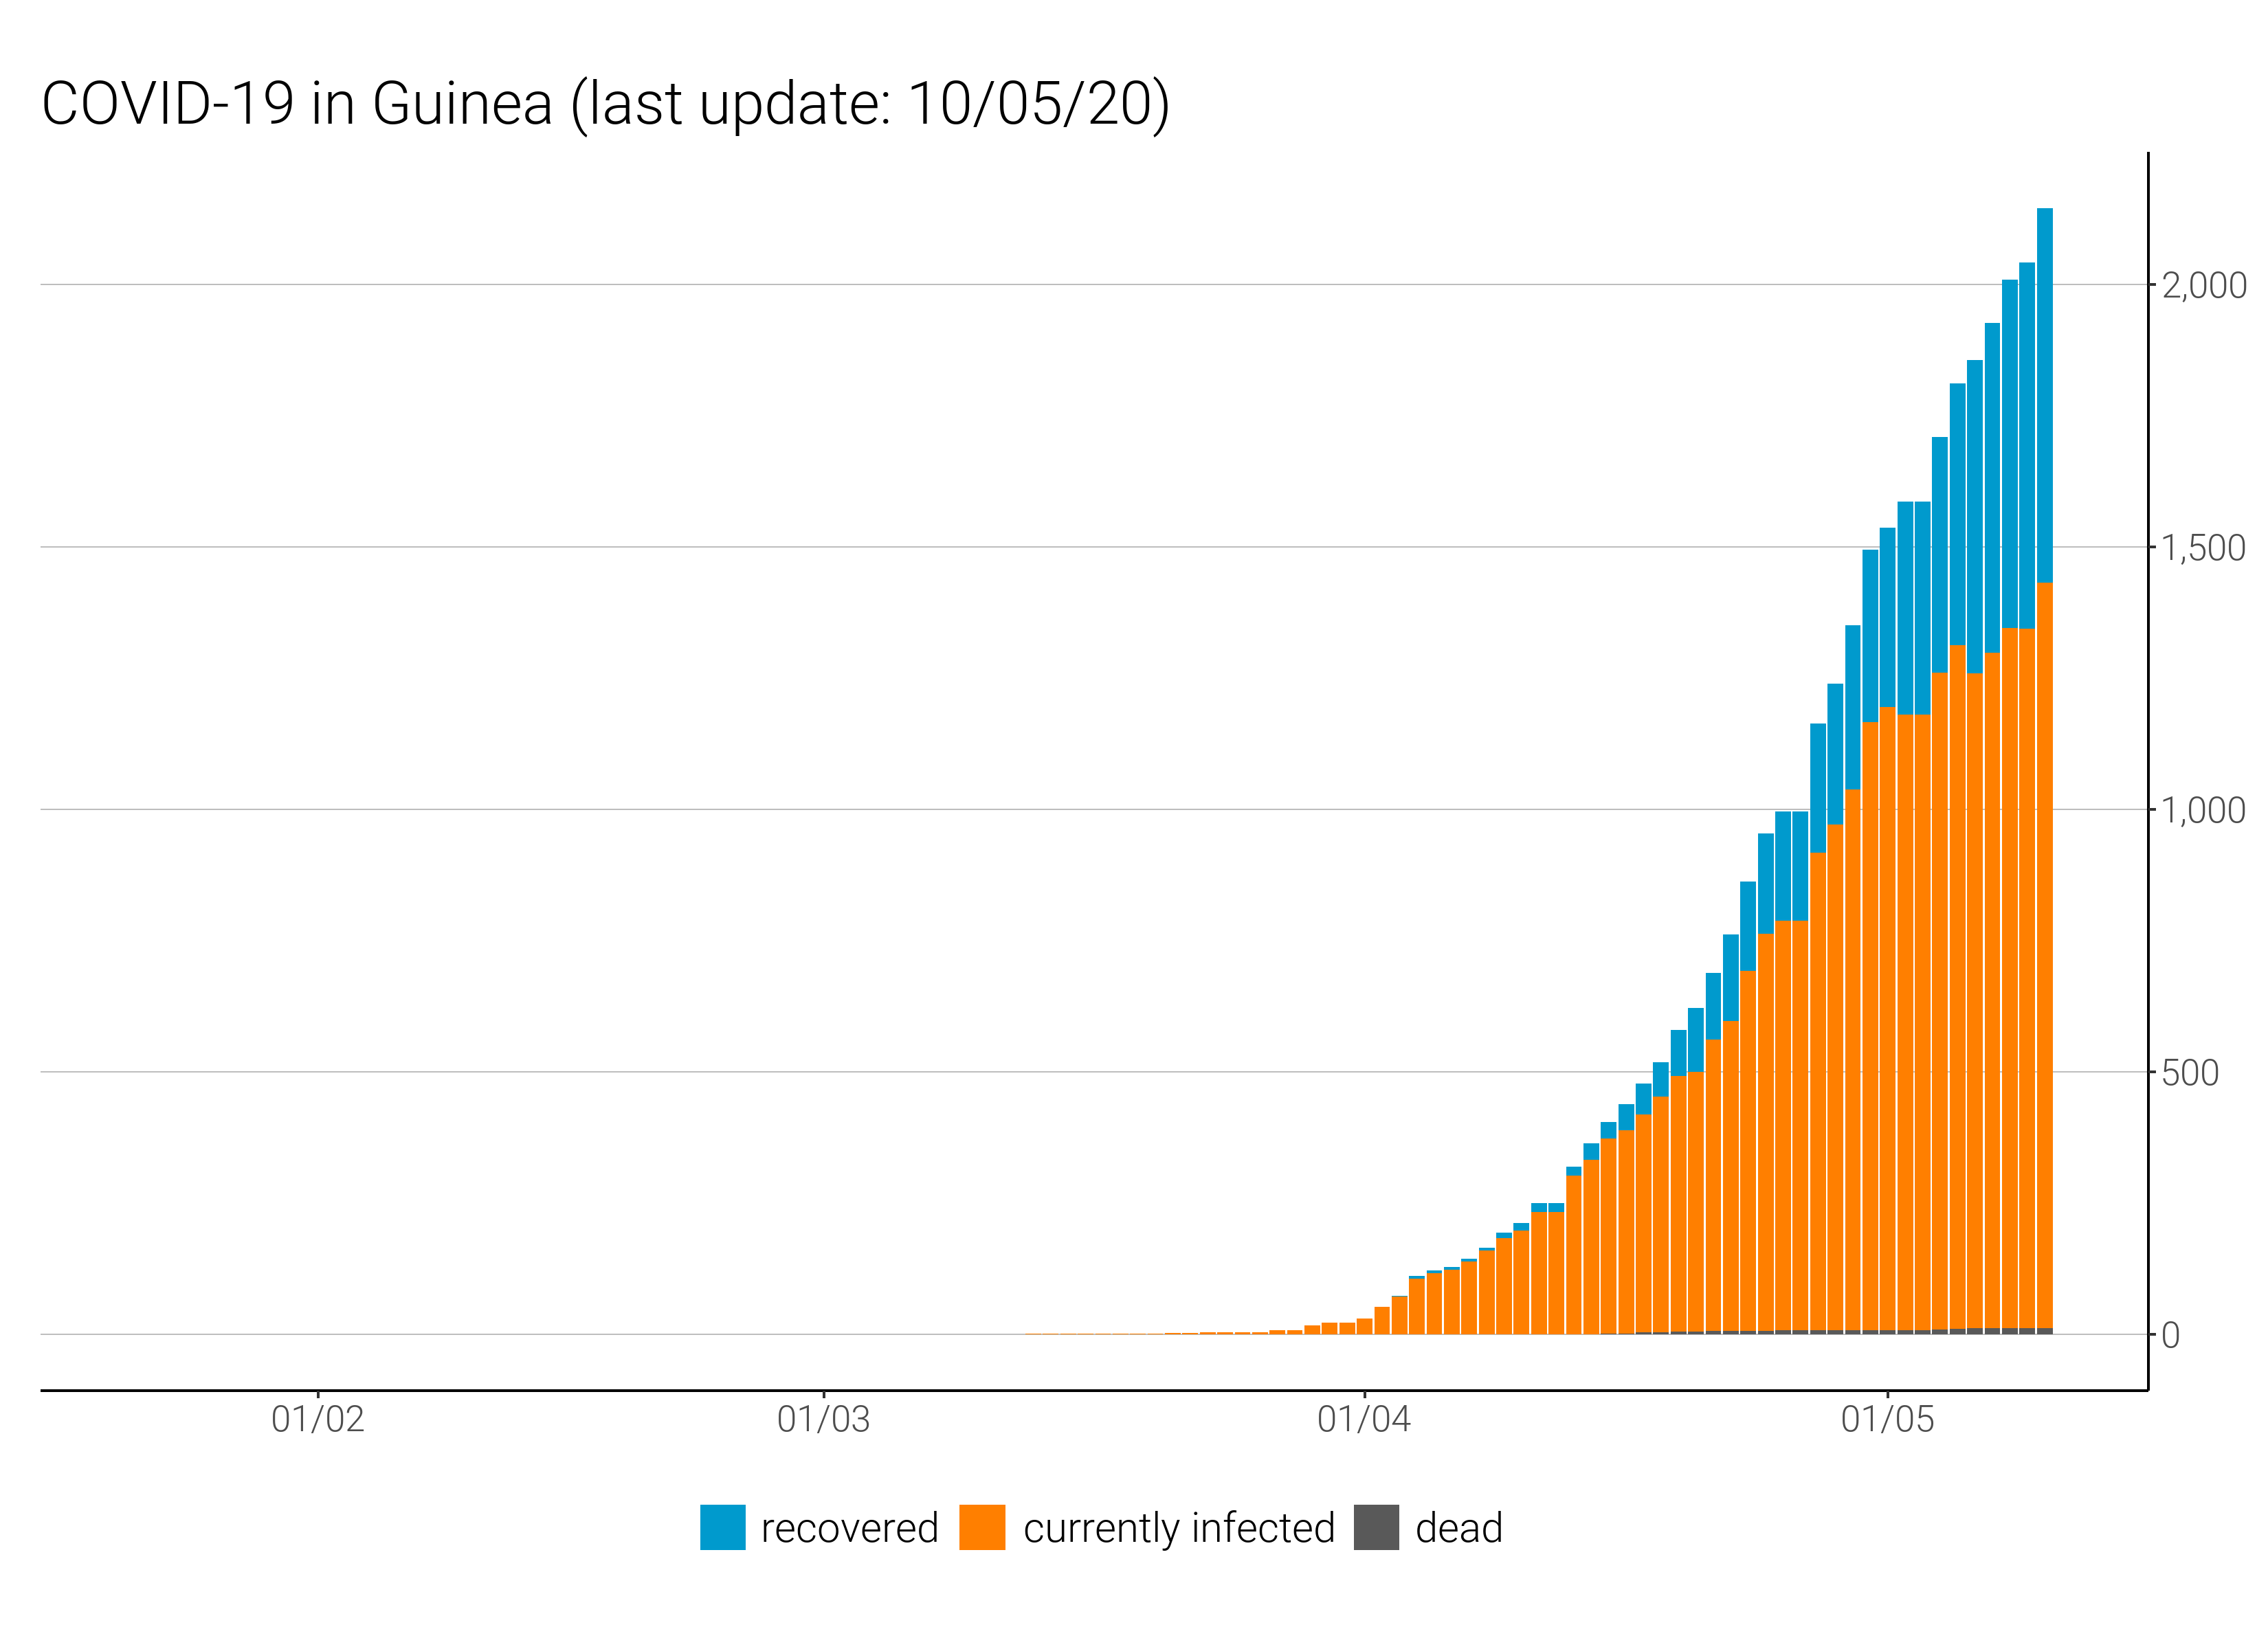 COVID-19 in Guinea (last update: 10/05/20)
2,000
1,500
1,000
500
0
01/02 01/03 01/04 01/05
recovered currently infected dead